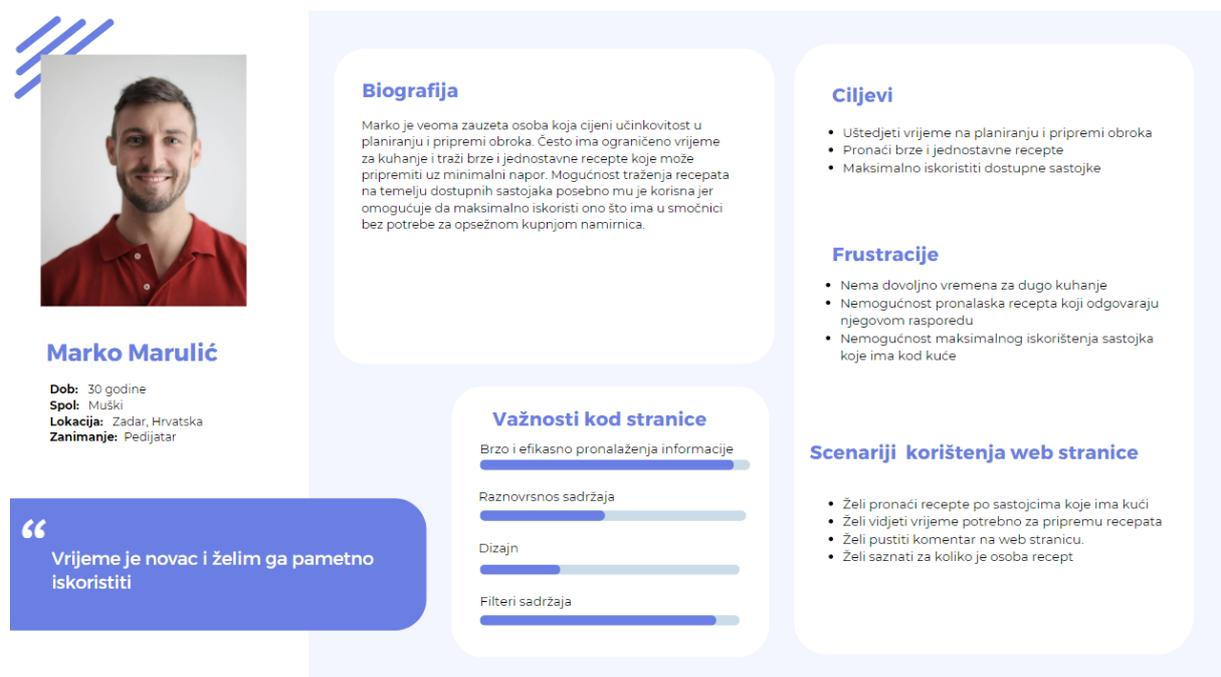 Marko Marulić
Dob: 30 godine
Spol: Muški
Lokacija: Zadar, Hrvatska
Zanimanje: Pedijatar
“
Vrijeme je novac i želim ga pametno
iskoristiti
Biografija
Marko je veoma zauzeta osoba koja cijeni učinkovitost u
planiranju i pripremi obroka. Često ima ograničeno vrijeme
za kuhanje i traži brze i jednostavne recepte koje može
pripremiti uz minimalni napor. Mogućnost traženja recepata
na temelju dostupnih sastojaka posebno mu je korisna jer
omogućuje da maksimalno iskoristi ono što ima u smočnici
bez potrebe za opsežnom kupnjom namirnica.
Važnosti kod stranice
Brzo i efikasno pronalaženja informacije
Raznovrsnos sadržaja
Dizajn
Filteri sadržaja
Ciljevi
• Uštedjeti vrijeme na planiranju i pripremi obroka
• Pronaći brze i jednostavne recepte
• Maksimalno iskoristiti dostupne sastojke
Frustracije
• Nema dovoljno vremena za dugo kuhanje
• Nemogućnost pronalaska recepta koji odgovaraju
njegovom rasporedu
• Nemogućnost maksimalnog iskorištenja sastojka
koje ima kod kuće
Scenariji korištenja web stranice
• Želi pronaći recepte po sastojcima koje ima kući
• Želi vidjeti vrijeme potrebno za pripremu recepata
• Želi pustiti komentar na web stranicu.
• Želi saznati za koliko je osoba recept